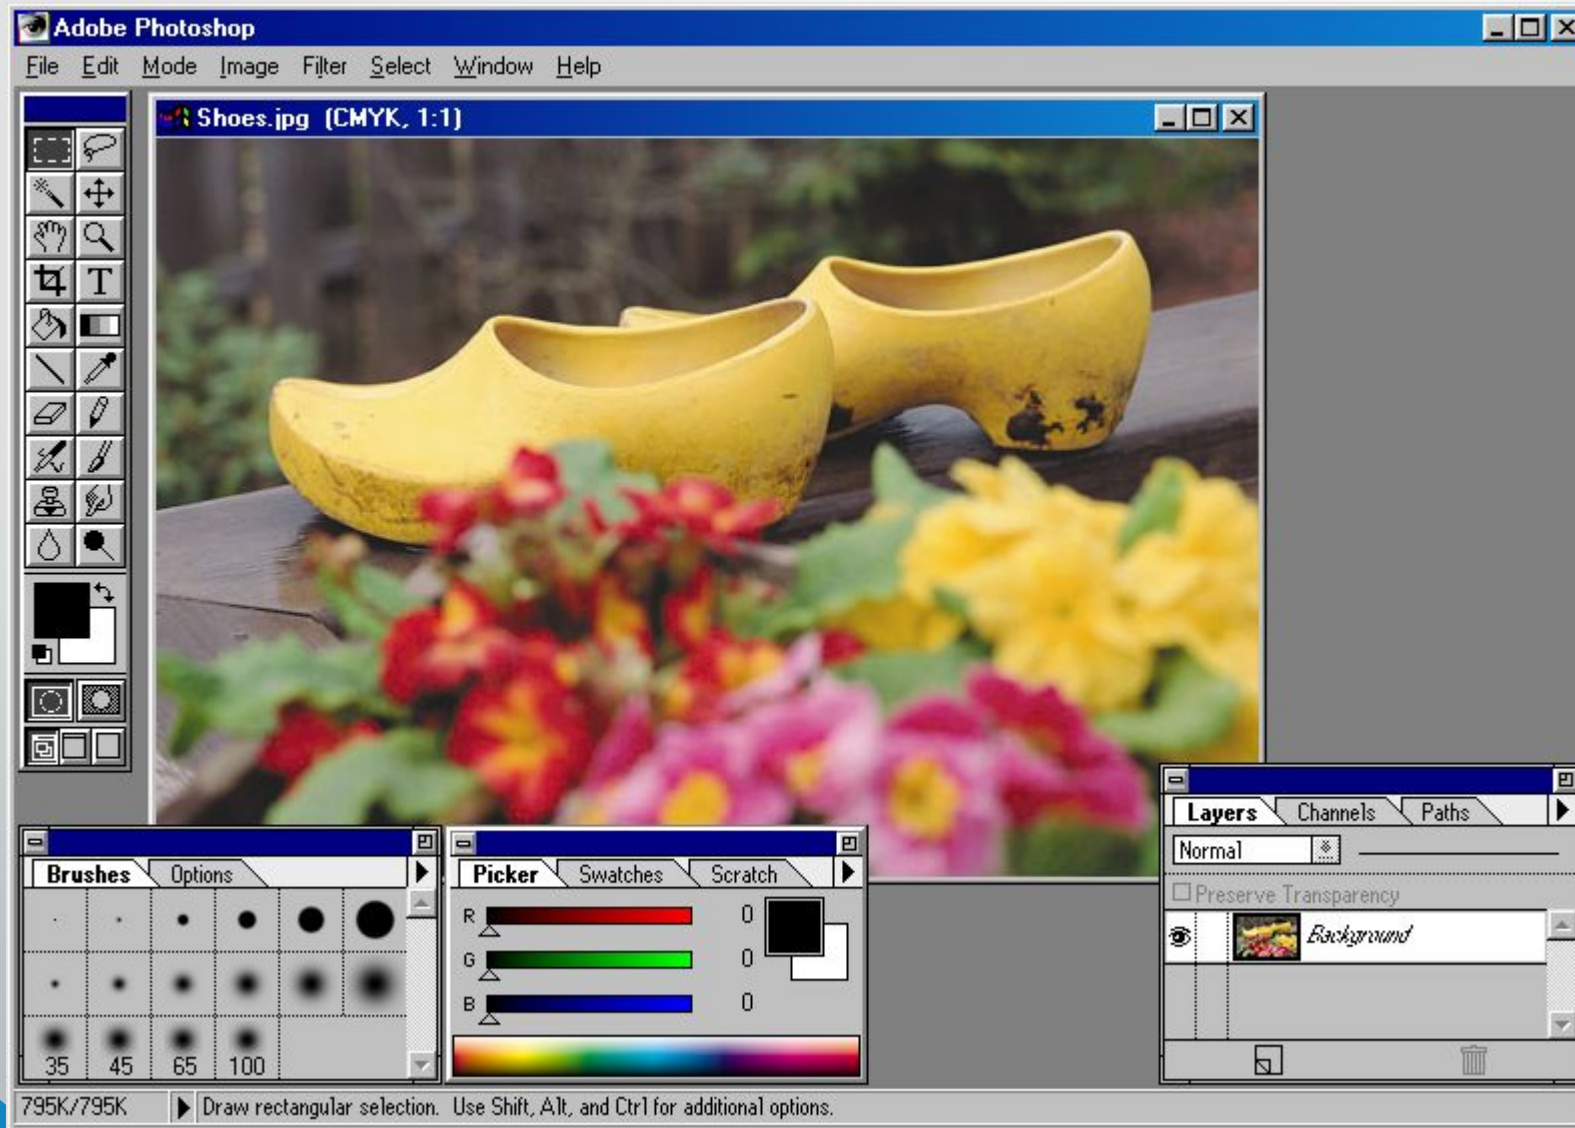 Adobe Photoshop
File Edit Mode Image Filter Select Window Help
Shoes.jpg (CMYK, 1:1)
T
Brushes Options
35 45 65 100
Picker Swatches Scratch
R 0
G 0
B 0
Layers Channels Paths
Normal
Preserve Transparency
Background
795K/795K Draw rectangular selection. Use Shift, Alt, and Ctrl for additional options.